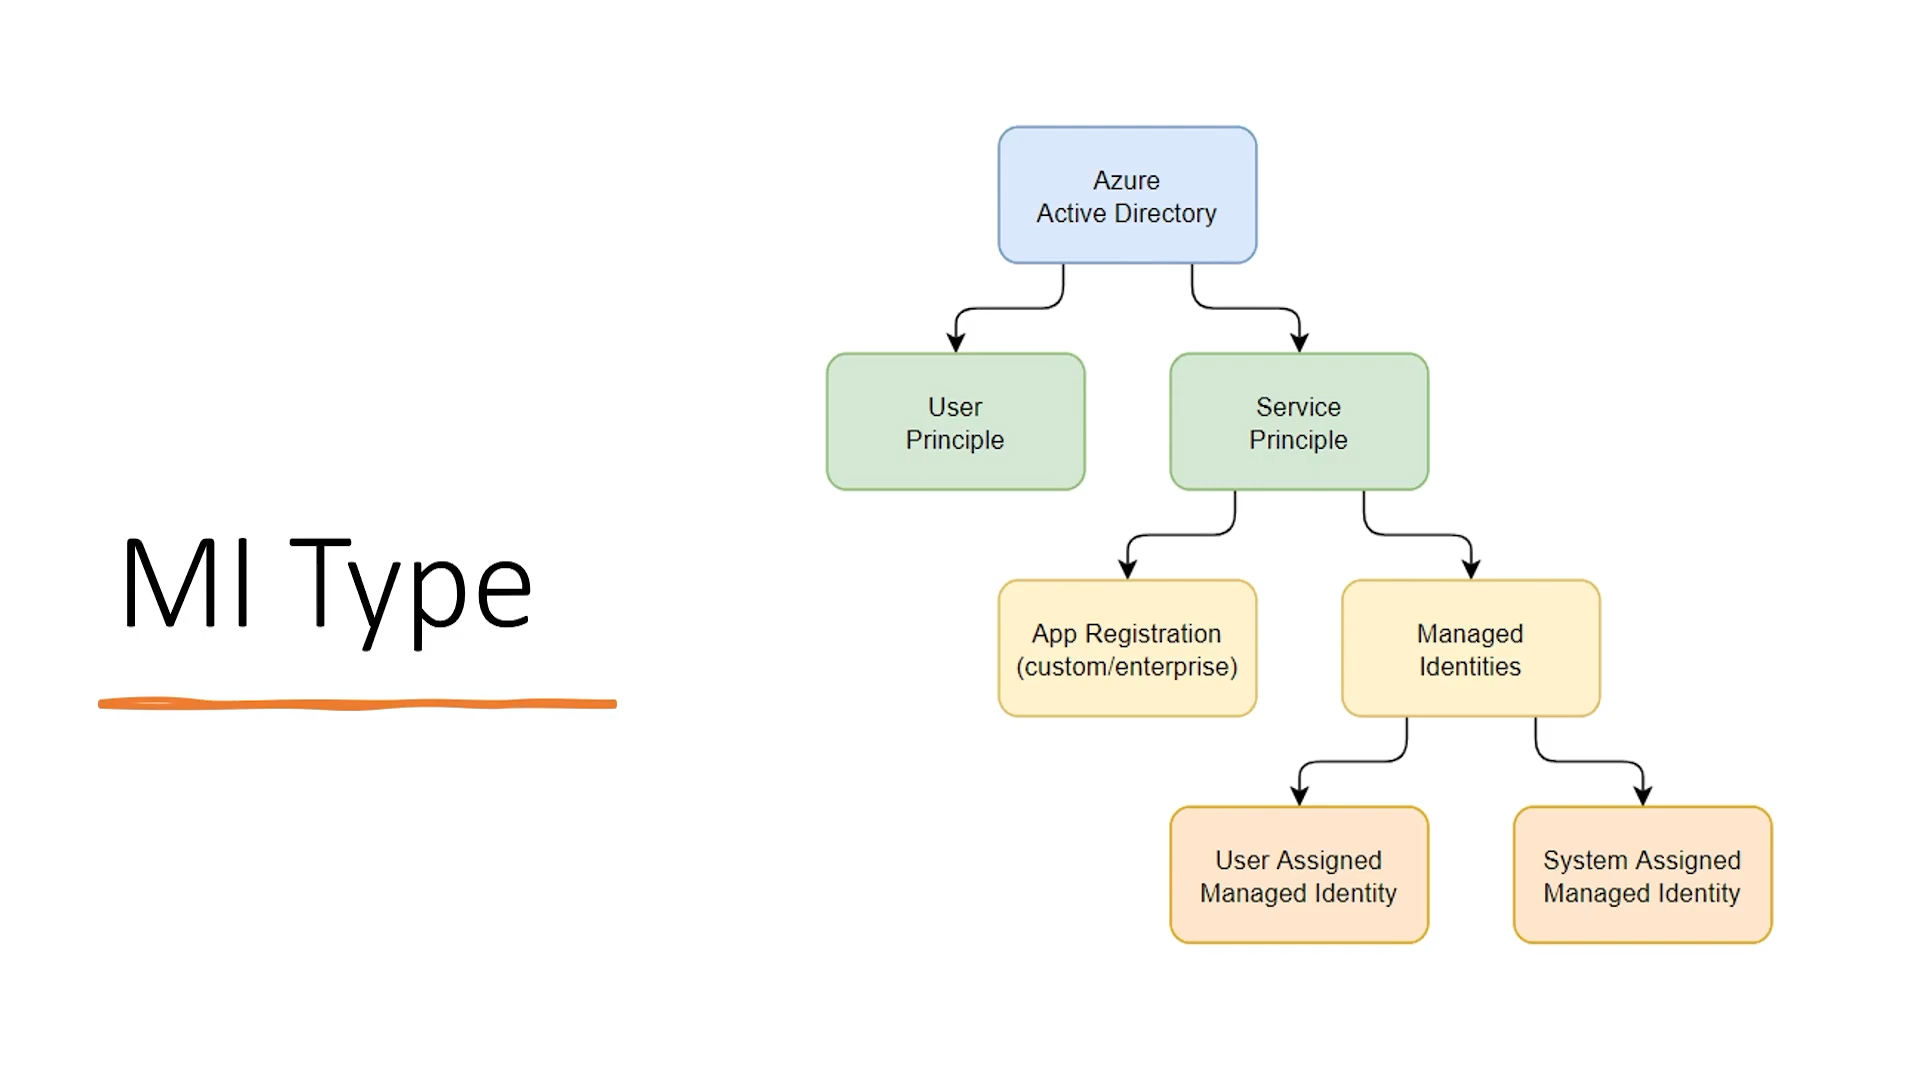 MI Type
Azure
Active Directory
User
Principle
Service
Principle
App Registration
(custom/enterprise)
Managed
Identities
User Assigned
Managed Identity
System Assigned
Managed Identity